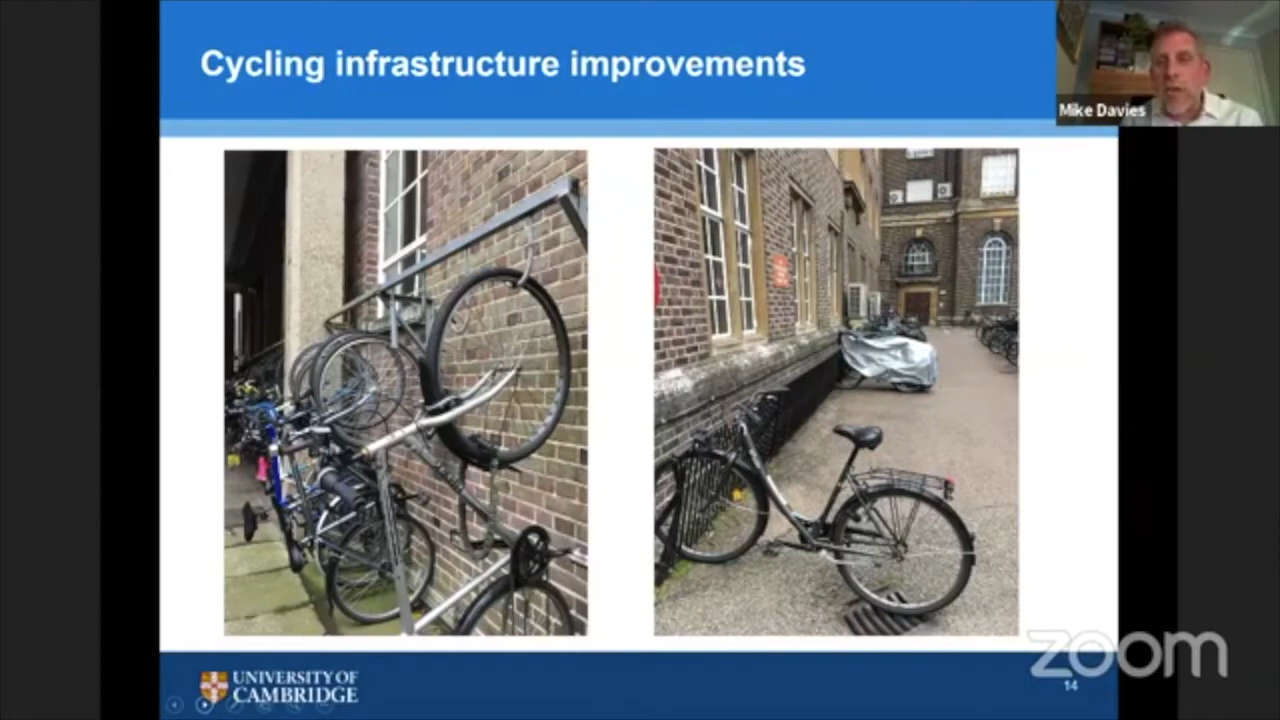 Cycling infrastructure improvements
Mike Davies
UNIVERSITY OF
CAMBRIDGE
zoom
14